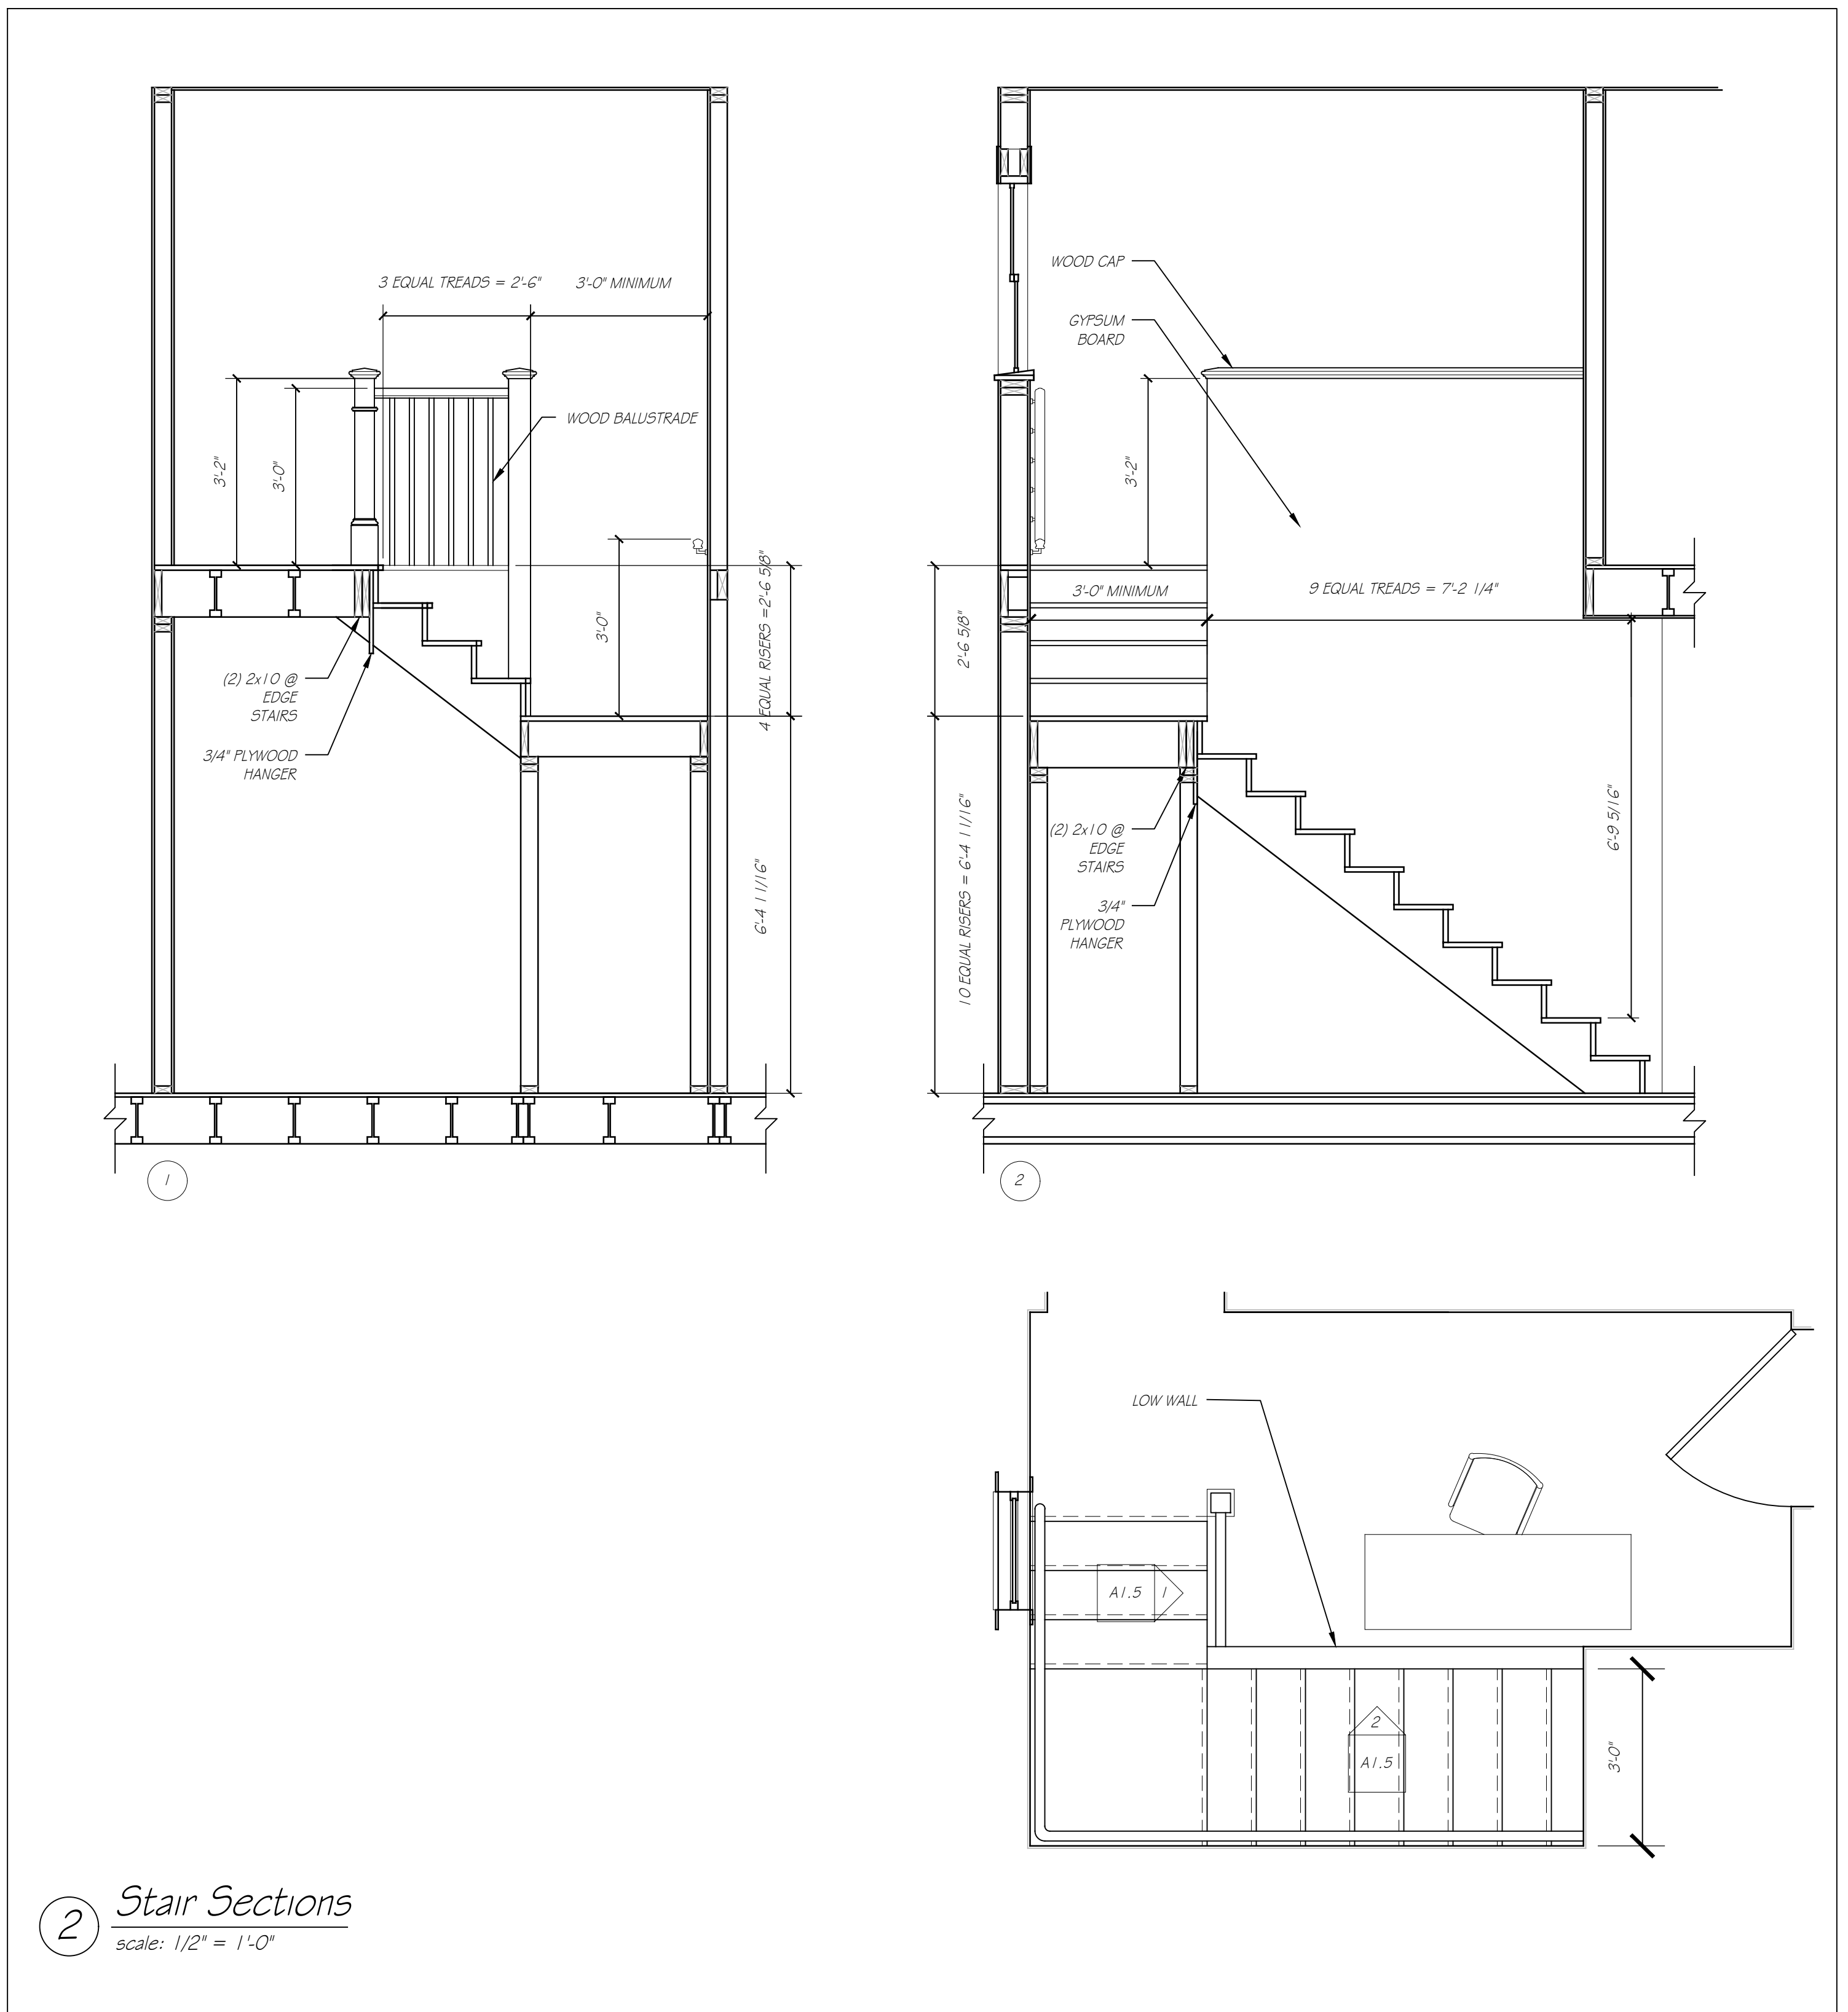 3 EQUAL TREADS = 2'-6"
3'-0" MINIMUM
WOOD BALUSTRADE
3'-2"
3'-0"
3'-0"
4 EQUAL RISERS =2'-6 5/8"
(2) 2x10 @
EDGE
STAIRS
3/4" PLYWOOD
HANGER
6'-4 11/16"
1
WOOD CAP
GYPSUM
BOARD
3'-2"
3'-0" MINIMUM
9 EQUAL TREADS = 7'-2 1/4"
2'-6 5/8"
10 EQUAL RISERS = 6'-4 11/16"
(2) 2x10 @
EDGE
STAIRS
3/4"
PLYWOOD
HANGER
6'-9 5/16"
2
LOW WALL
A1.5
1
2
A1.5
3'-0"
2
Stair Sections
scale: 1/2" = 1'-0"